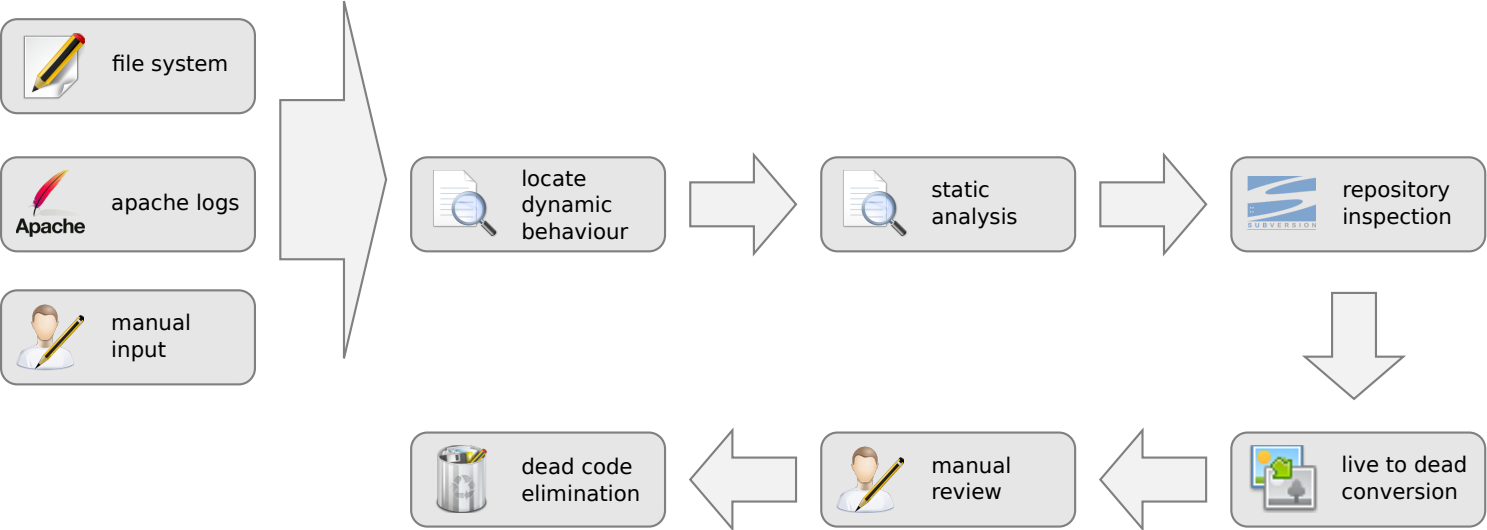 file system
Apache
apache logs
manual
input
locate
dynamic
behaviour
static
analysis
SUBVERSION
repository
inspection
dead code
elimination
manual
review
live to dead
conversion